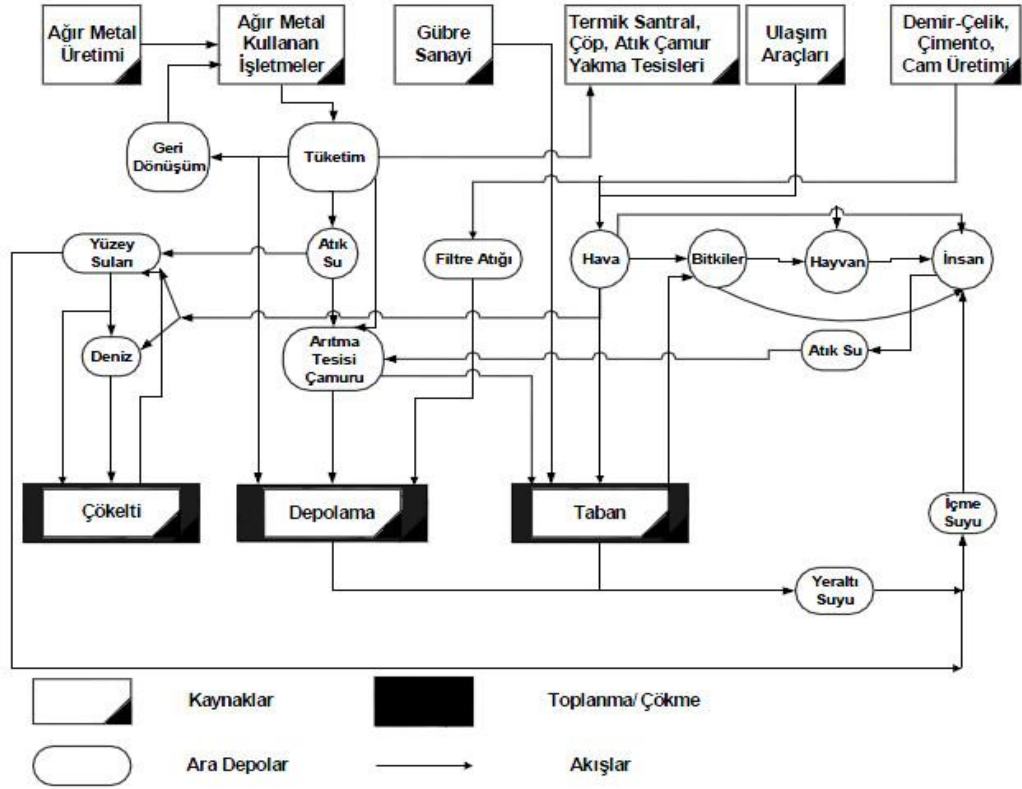 Ağır Metal
Üretimi
Ağır Metal
Kullanan
İşletmeler
Gübre
Sanayi
Termik Santral,
Çöp, Atık Çamur
Yakma Tesisleri
Ulaşım
Araçları
Demir-Çelik,
Çimento,
Cam Üretimi
Geri
Dönüşüm
Tüketim
Yüzey
Suları
Atık
Su
Filtre Atığı
Hava
Bitkiler
Hayvan
İnsan
Deniz
Arıtma
Tesisi
Çamuru
Atık Su
Çökelti
Depolama
Taban
İçme
Suyu
Yeraltı
Suyu
Kaynaklar
Toplanma/ Çökme
Ara Depolar
Akışlar